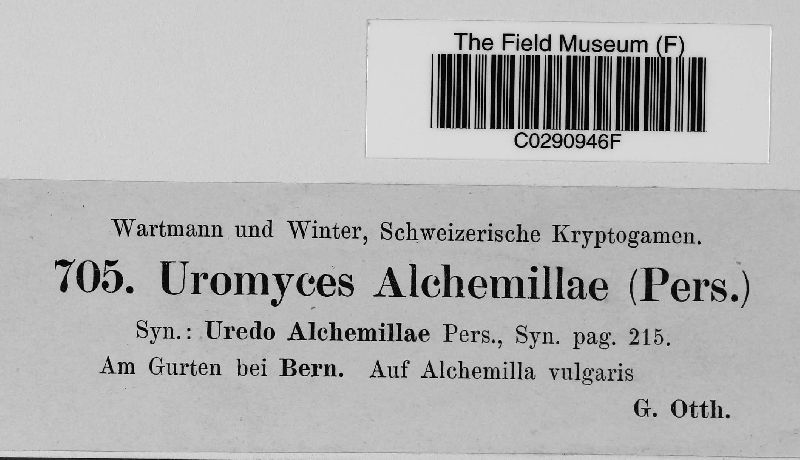 The Field Museum (F)
C0290946F
Wartmann und Winter, Schweizerische Kryptogamen.
705. Uromyces Alchemillae (Pers.)
Syn.: Uredo Alchemillae Pers., Syn. pag. 215.
Am Gurten bei Bern. Auf Alchemilla vulgaris
G. Otth.